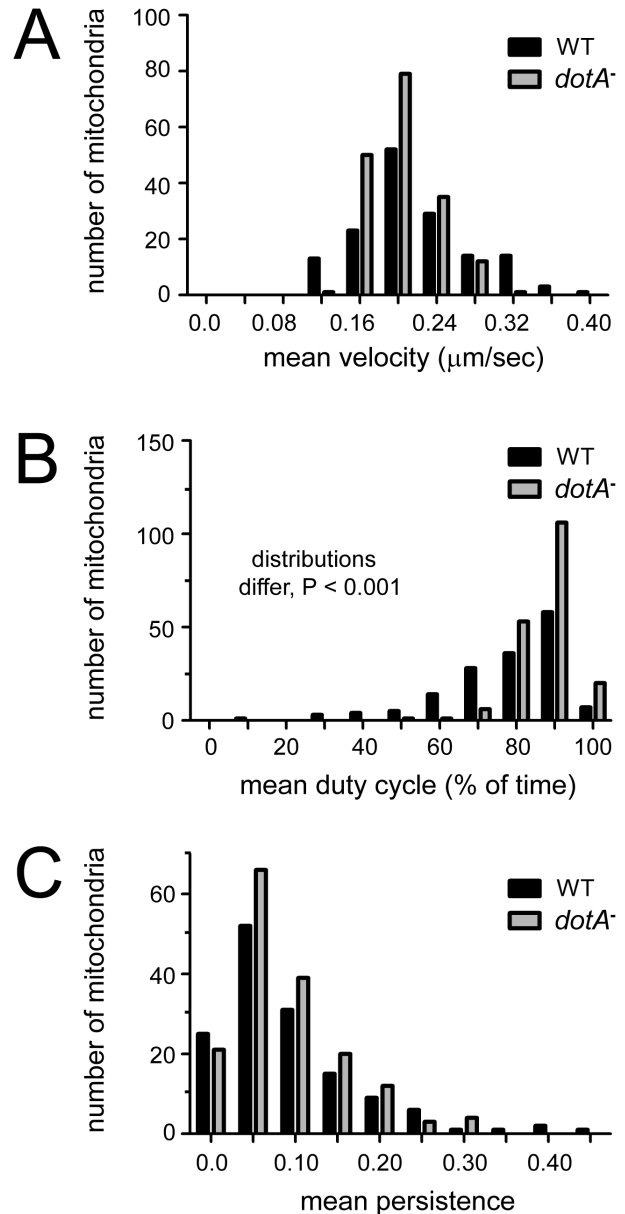 A
number of mitochondria
100
80
60
40
20
0
WT
dotA-
0.0 0.08 0.16 0.24 0.32 0.40
mean velocity (μm/sec)
B
number of mitochondria
150
100
50
0
WT
dotA-
distributions
differ, P < 0.001
0 20 40 60 80 100
mean duty cycle (% of time)
C
number of mitochondria
60
40
20
0
WT
dotA-
0.0 0.10 0.20 0.30 0.40
mean persistence